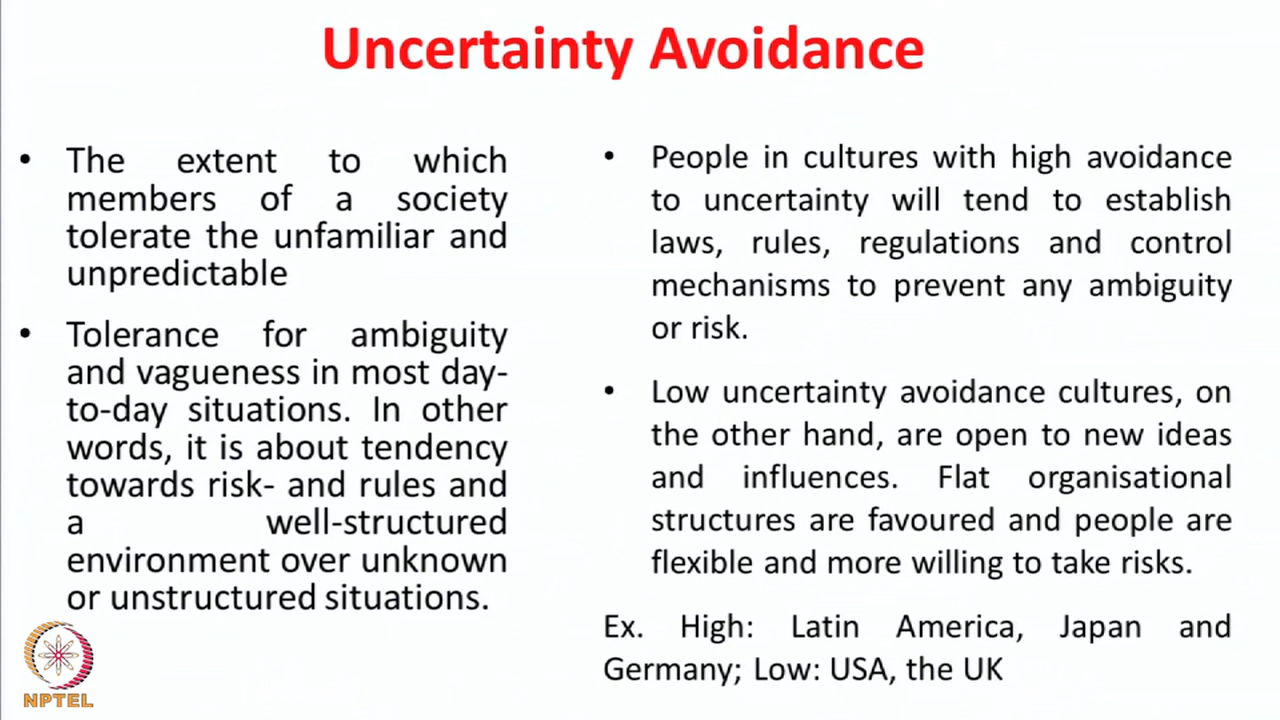 Uncertainty Avoidance
• The extent to which
members of a society
tolerate the unfamiliar and
unpredictable
• Tolerance for ambiguity
and vagueness in most day-
to-day situations. In other
words, it is about tendency
towards risk- and rules and
a well-structured
environment over unknown
or unstructured situations.
• People in cultures with high avoidance
to uncertainty will tend to establish
laws, rules, regulations and control
mechanisms to prevent any ambiguity
or risk.
• Low uncertainty avoidance cultures, on
the other hand, are open to new ideas
and influences. Flat organisational
structures are favoured and people are
flexible and more willing to take risks.
Ex. High: Latin America, Japan and
Germany; Low: USA, the UK
NPTEL